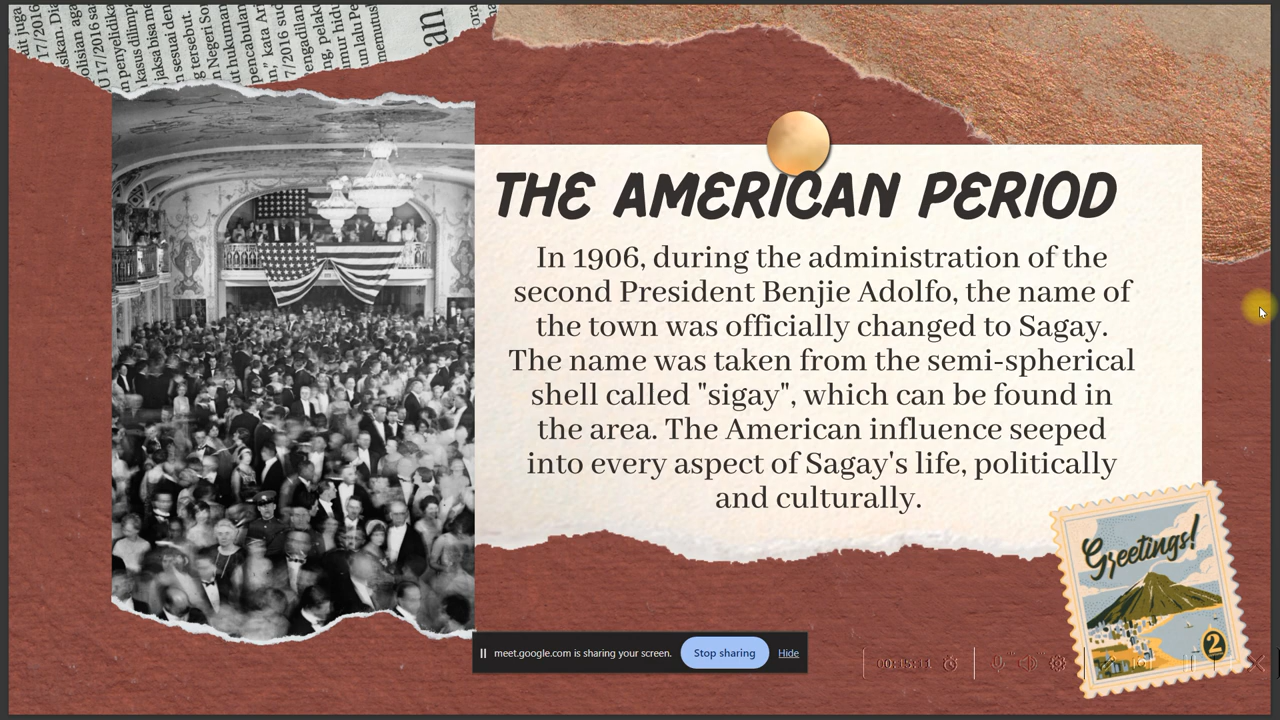 THE AMERICAN PERIOD
In 1906, during the administration of the
second President Benjie Adolfo, the name of
the town was officially changed to Sagay.
The name was taken from the semi-spherical
shell called "sigay", which can be found in
the area. The American influence seeped
into every aspect of Sagay's life, politically
and culturally.
Greetings!
2
meet.google.com is sharing your screen.
Stop sharing
Hide